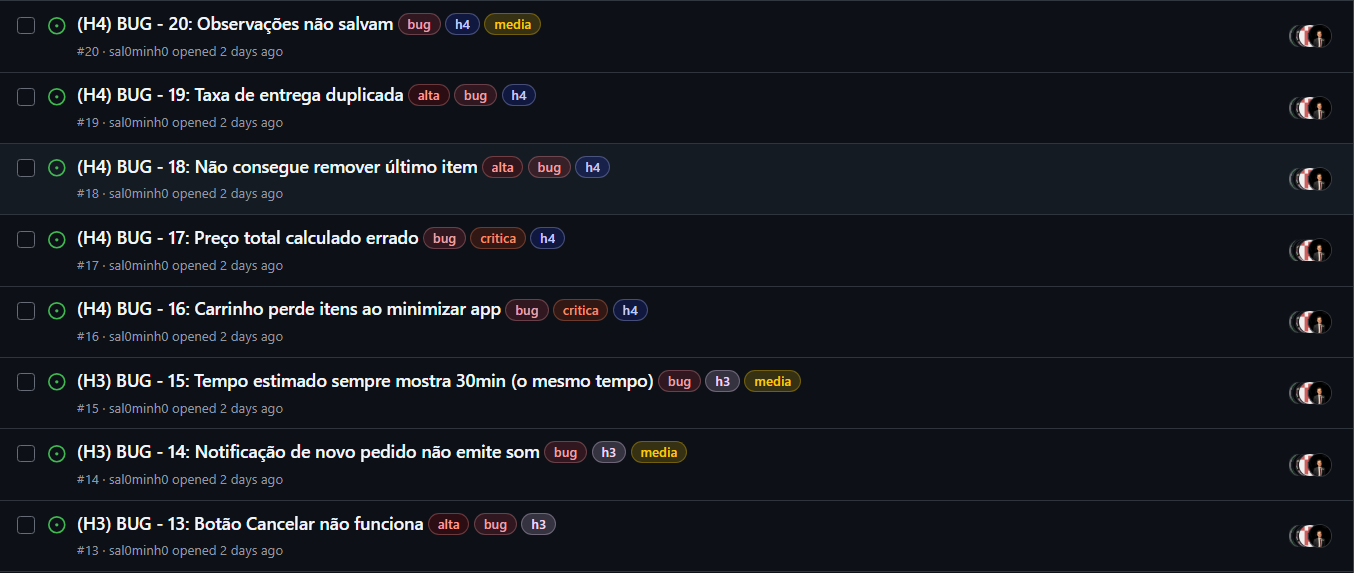 (H4) BUG - 20: Observações não salvam bug h4 media
#20 · sal0minh0 opened 2 days ago
(H4) BUG - 19: Taxa de entrega duplicada alta bug h4
#19 · sal0minh0 opened 2 days ago
(H4) BUG - 18: Não consegue remover último item alta bug h4
#18 · sal0minh0 opened 2 days ago
(H4) BUG - 17: Preço total calculado errado bug critica h4
#17 · sal0minh0 opened 2 days ago
(H4) BUG - 16: Carrinho perde itens ao minimizar app bug critica h4
#16 · sal0minh0 opened 2 days ago
(H3) BUG - 15: Tempo estimado sempre mostra 30min (o mesmo tempo) bug h3 media
#15 · sal0minh0 opened 2 days ago
(H3) BUG - 14: Notificação de novo pedido não emite som bug h3 media
#14 · sal0minh0 opened 2 days ago
(H3) BUG - 13: Botão Cancelar não funciona alta bug h3
#13 · sal0minh0 opened 2 days ago